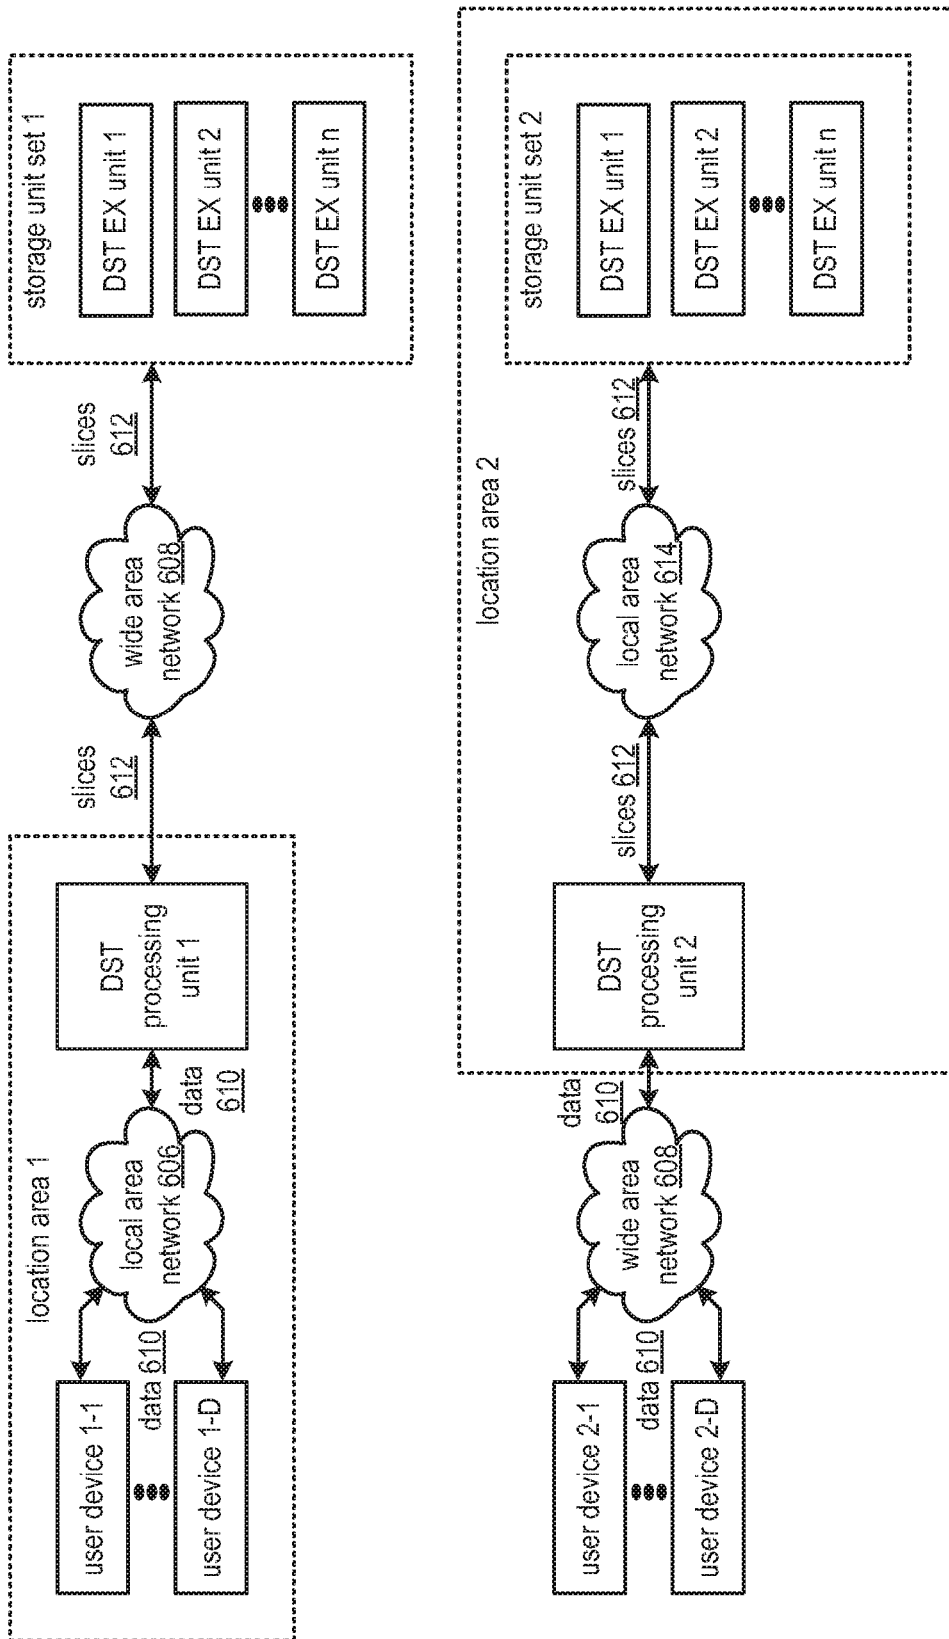 location area 1
user device 1-1
user device 1-D
data 610
local area
network 606
data
610
DST
processing
unit 1
slices
612
wide area
network 608
slices
612
storage unit set 1
DST EX unit 1
DST EX unit 2
DST EX unit n
user device 2-1
user device 2-D
data 610
wide area
network 608
data
610
location area 2
DST
processing
unit 2
slices 612
local area
network 614
slices 612
storage unit set 2
DST EX unit 1
DST EX unit 2
DST EX unit n